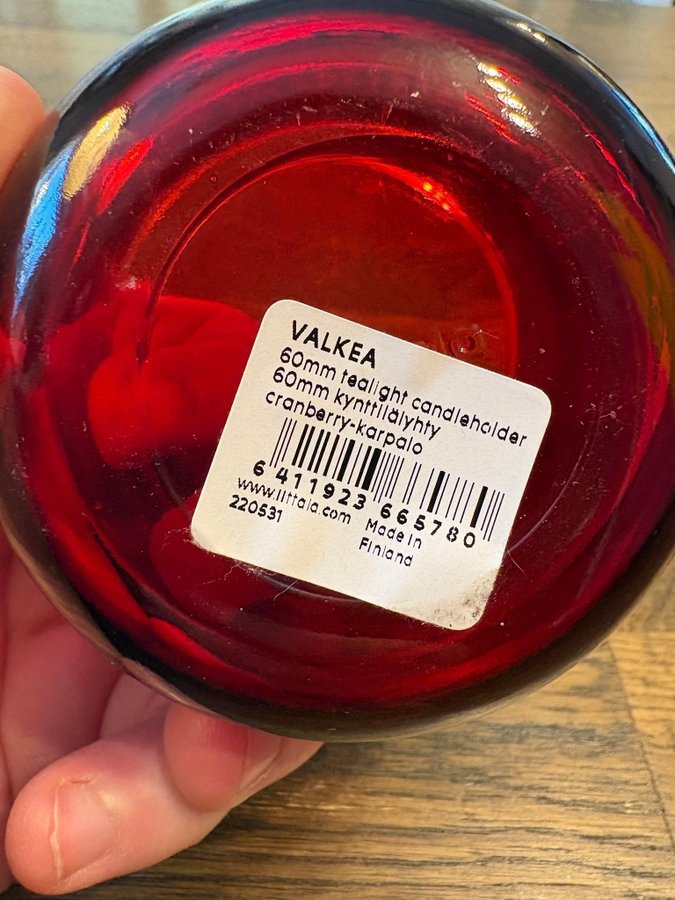 VALKEA
60mm tealight candleholder
60mm kynttilälyhty
cranberry-karpalo
6 411923 665780
www.iittala.com Made in
220531 Finland